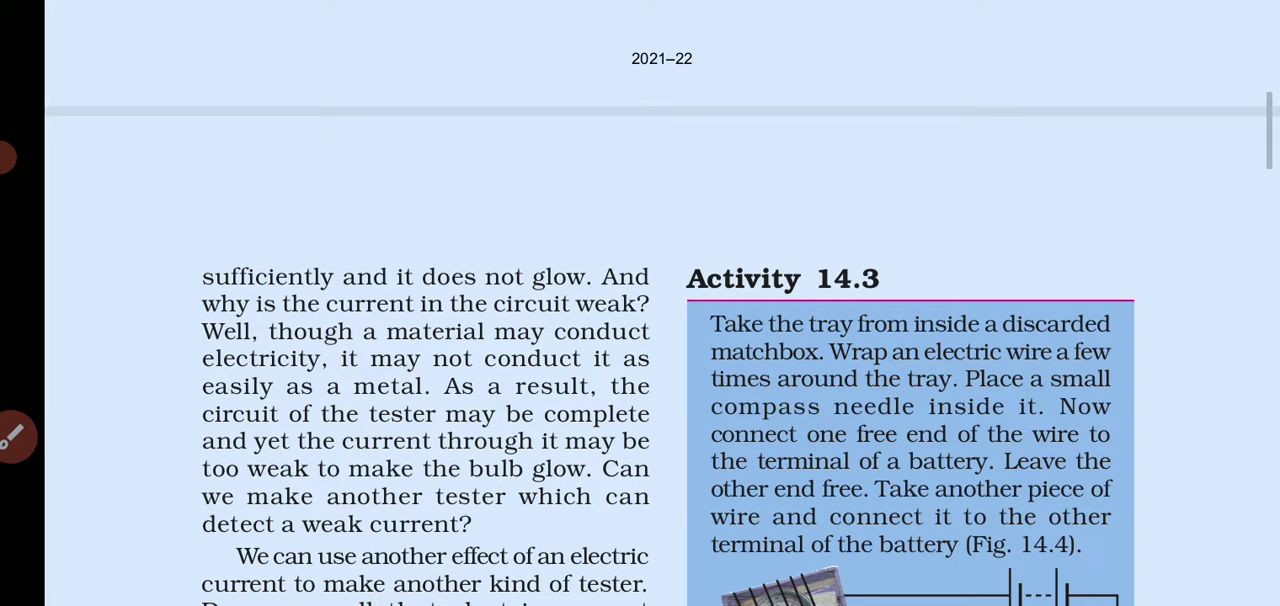 2021–22
sufficiently and it does not glow. And
why is the current in the circuit weak?
Well, though a material may conduct
electricity, it may not conduct it as
easily as a metal. As a result, the
circuit of the tester may be complete
and yet the current through it may be
too weak to make the bulb glow. Can
we make another tester which can
detect a weak current?
We can use another effect of an electric
current to make another kind of tester.
Activity 14.3
Take the tray from inside a discarded
matchbox. Wrap an electric wire a few
times around the tray. Place a small
compass needle inside it. Now
connect one free end of the wire to
the terminal of a battery. Leave the
other end free. Take another piece of
wire and connect it to the other
terminal of the battery (Fig. 14.4).